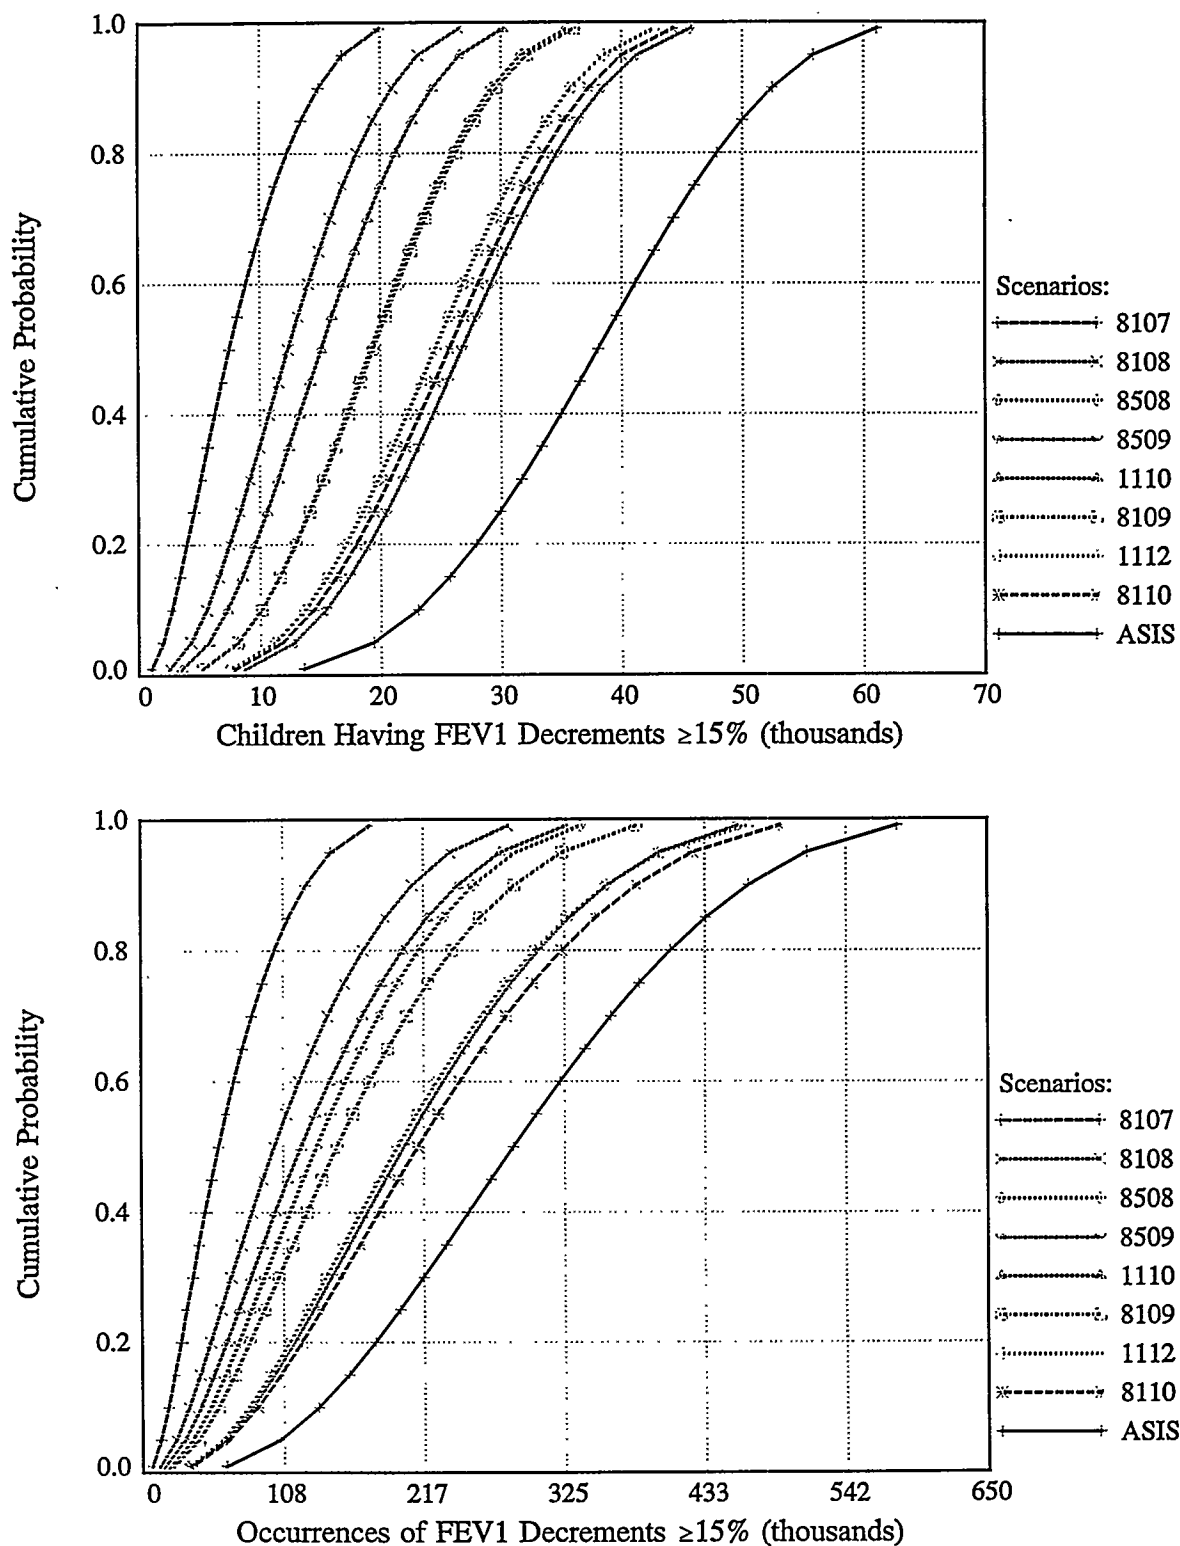 1.0
0.8
0.6
0.4
0.2
0.0
Cumulative Probability
0 10 20 30 40 50 60 70
Children Having FEV1 Decrements ≥15% (thousands)
Scenarios:
8107
8108
8508
8509
1110
8109
1112
8110
ASIS
1.0
0.8
0.6
0.4
0.2
0.0
Cumulative Probability
0 108 217 325 433 542 650
Occurrences of FEV1 Decrements ≥15% (thousands)
Scenarios:
8107
8108
8508
8509
1110
8109
1112
8110
ASIS